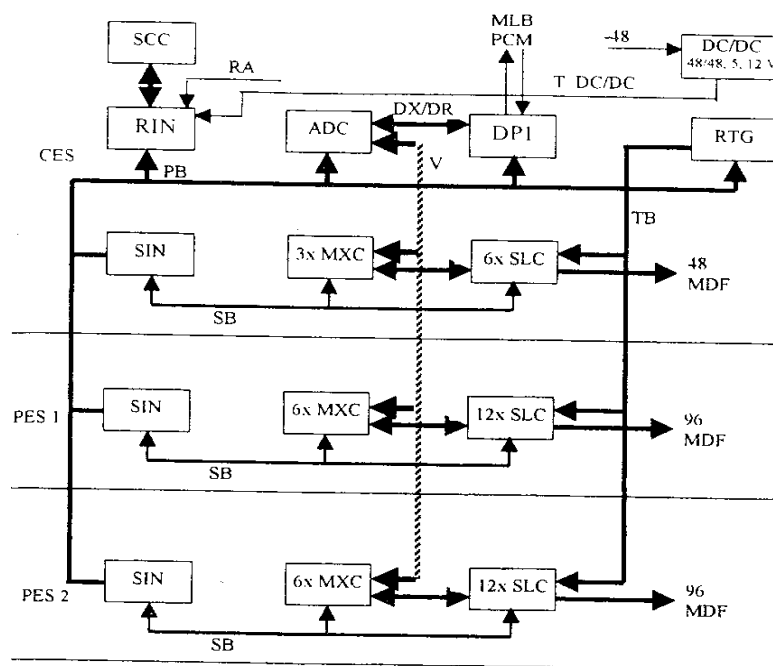 SCC
MLB
PCM
-48
DC/DC
48/48, 5, 12 V
RA
T DC/DC
RIN
ADC
DX/DR
DPI
RTG
CES
PB
V
TB
SIN
3x MXC
6x SLC
48
MDF
SB
PES 1
SIN
6x MXC
12x SLC
96
MDF
SB
PES 2
SIN
6x MXC
12x SLC
96
MDF
SB